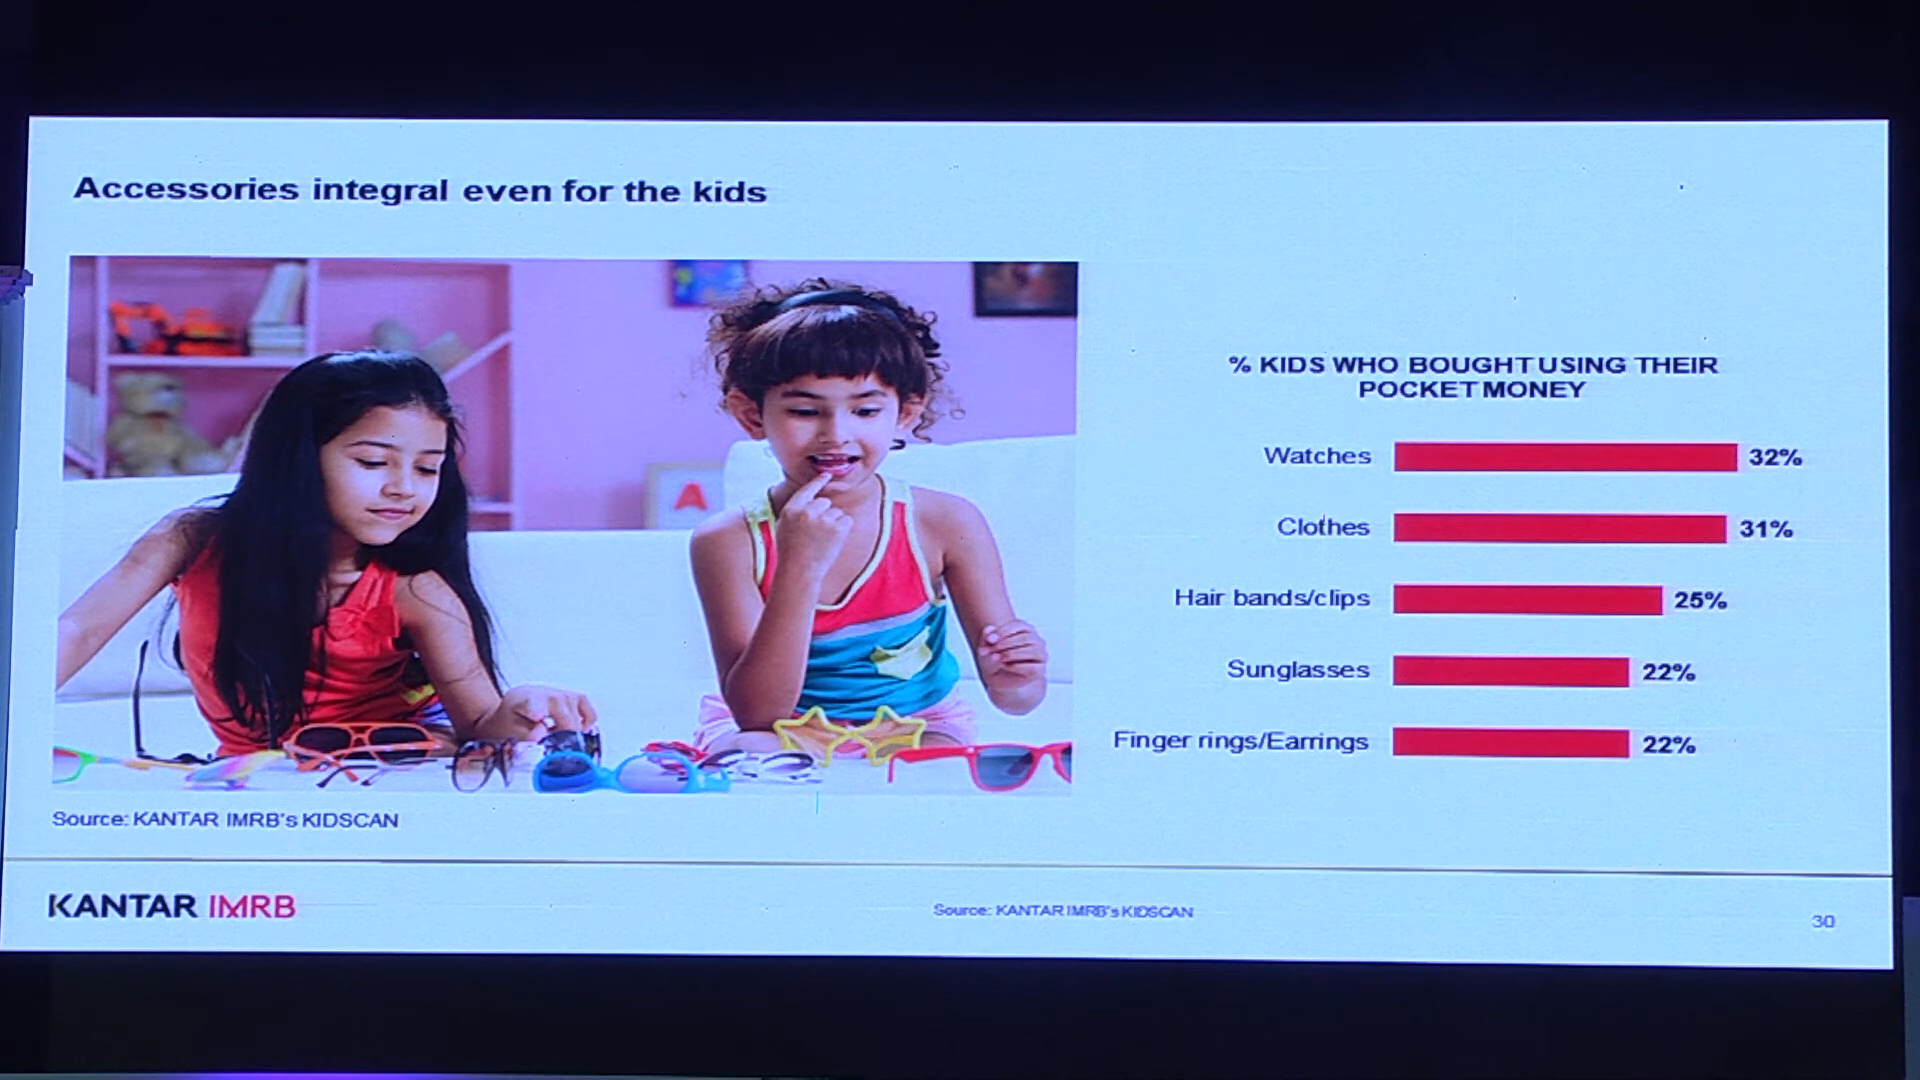 Accessories integral even for the kids
A
% KIDS WHO BOUGHT USING THEIR
POCKET MONEY
Watches 32%
Clothes 31%
Hair bands/clips 25%
Sunglasses 22%
Finger rings/Earrings 22%
Source: KANTAR IMRB's KIDSCAN
KANTAR IMRB
Source: KANTAR IMRB's KIDSCAN
30